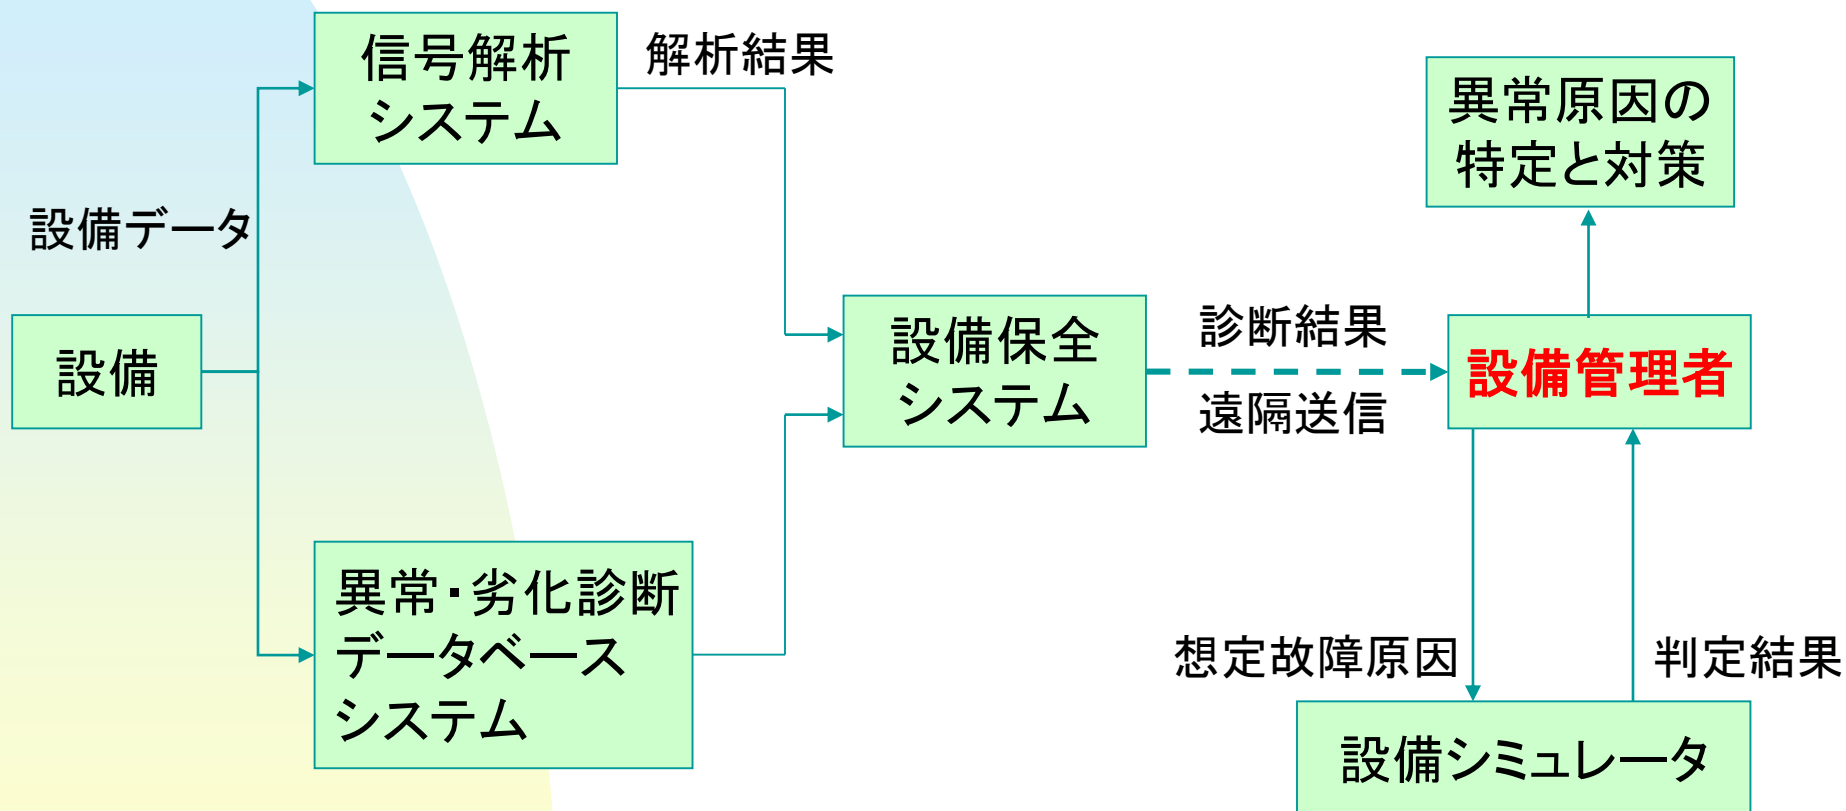 信号解析
システム
解析結果
異常原因の
特定と対策
設備データ
設備
設備保全
システム
診断結果
遠隔送信
設備管理者
異常・劣化診断
データベース
システム
想定故障原因
判定結果
設備シミュレータ